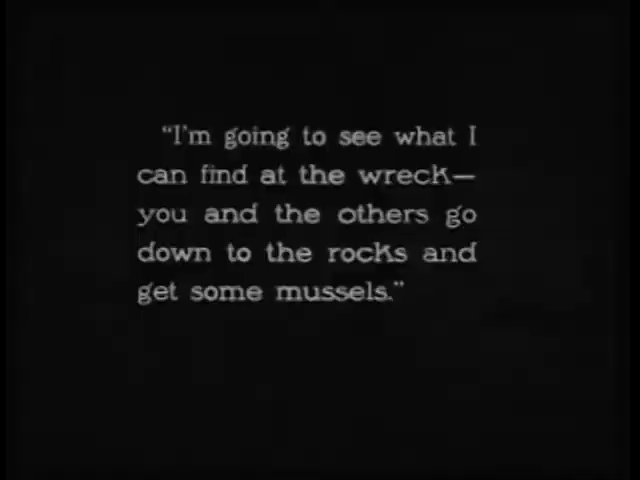 "I'm going to see what I
can find at the wreck—
you and the others go
down to the rocks and
get some mussels."